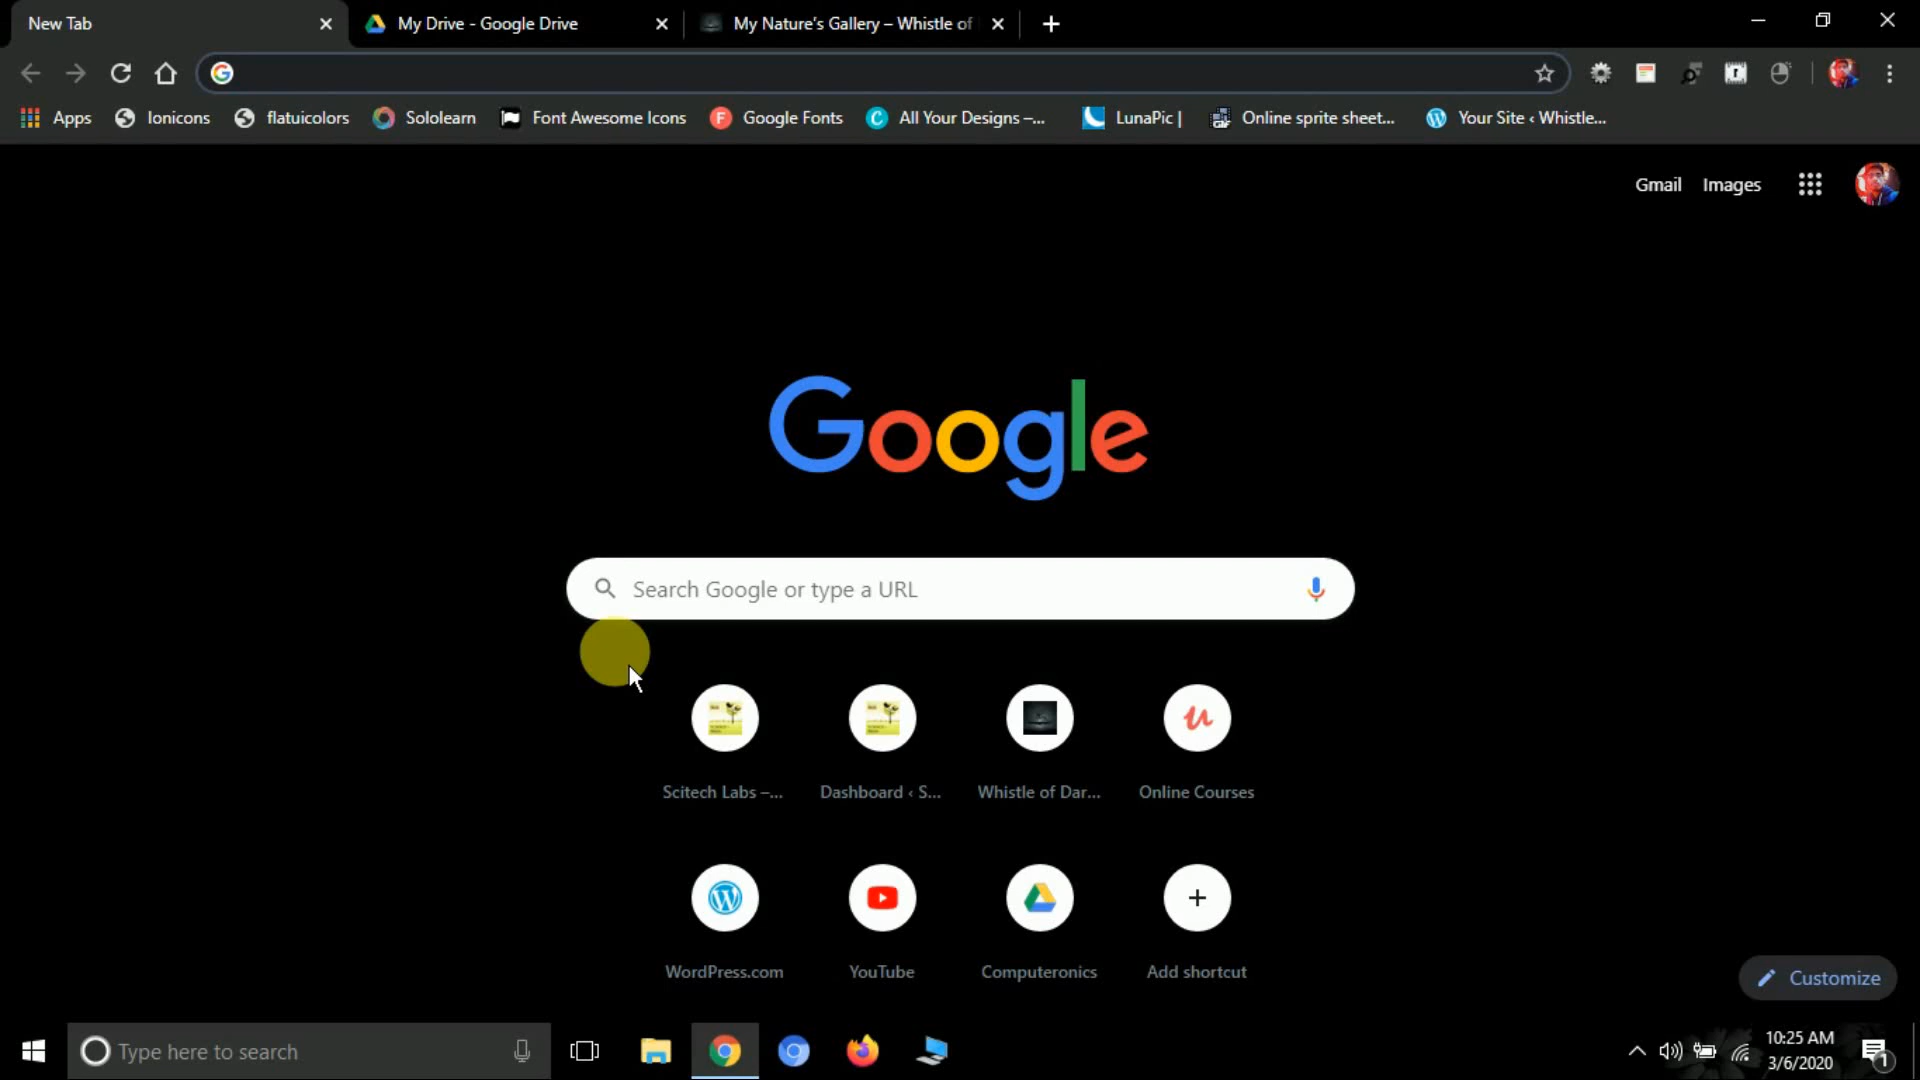 New Tab
My Drive - Google Drive
My Nature's Gallery – Whistle of
Apps
Ionicons
flatuicolors
Sololearn
Font Awesome Icons
Google Fonts
All Your Designs –...
LunaPic |
Online sprite sheet...
Your Site ‹ Whistle...
Gmail
Images
Google
Search Google or type a URL
Scitech Labs –...
Dashboard ‹ S...
Whistle of Dar...
Online Courses
WordPress.com
YouTube
Computeronics
Add shortcut
Customize
Type here to search
10:25 AM
3/6/2020
1